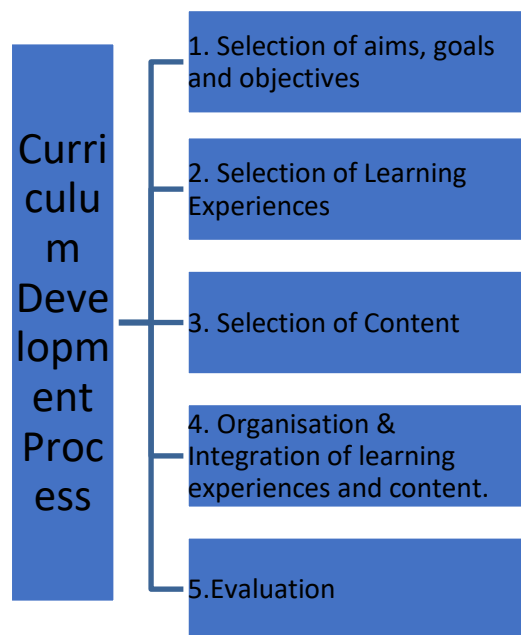 Curri
culu
m
Deve
lopm
ent
Proc
ess
1. Selection of aims, goals
and objectives
2. Selection of Learning
Experiences
3. Selection of Content
4. Organisation &
Integration of learning
experiences and content.
5.Evaluation